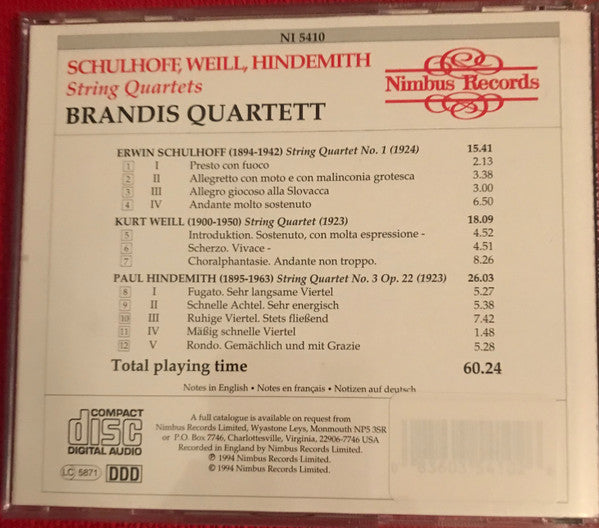 NI 5410
SCHULHOFF, WEILL, HINDEMITH
String Quartets
BRANDIS QUARTETT
Nimbus Records
ERWIN SCHULHOFF (1894-1942) String Quartet No. 1 (1924) 15.41
1 I Presto con fuoco 2.13
2 II Allegretto con moto e con malinconia grotesca 3.38
3 III Allegro giocoso alla Slovacca 3.00
4 IV Andante molto sostenuto 6.50
KURT WEILL (1900-1950) String Quartet (1923) 18.09
5 Introduktion. Sostenuto, con molta espressione - 4.52
6 Scherzo. Vivace - 4.51
7 Choralphantasie. Andante non troppo. 8.26
PAUL HINDEMITH (1895-1963) String Quartet No. 3 Op. 22 (1923) 26.03
8 I Fugato. Sehr langsame Viertel 5.27
9 II Schnelle Achtel. Sehr energisch 5.38
10 III Ruhige Viertel. Stets fließend 7.42
11 IV Mäßig schnelle Viertel 1.48
12 V Rondo. Gemächlich und mit Grazie 5.28
Total playing time 60.24
Notes in English • Notes en français • Notizen auf deutsch
COMPACT
disc
DIGITAL AUDIO
LC 5871 DDD
A full catalogue is available on request from
Nimbus Records Limited, Wyastone Leys, Monmouth NP5 3SR
or P.O. Box 7746, Charlottesville, Virginia, 22906-7746 USA
Recorded in England by Nimbus Records Limited.
℗ 1994 Nimbus Records Limited.
© 1994 Nimbus Records Limited.